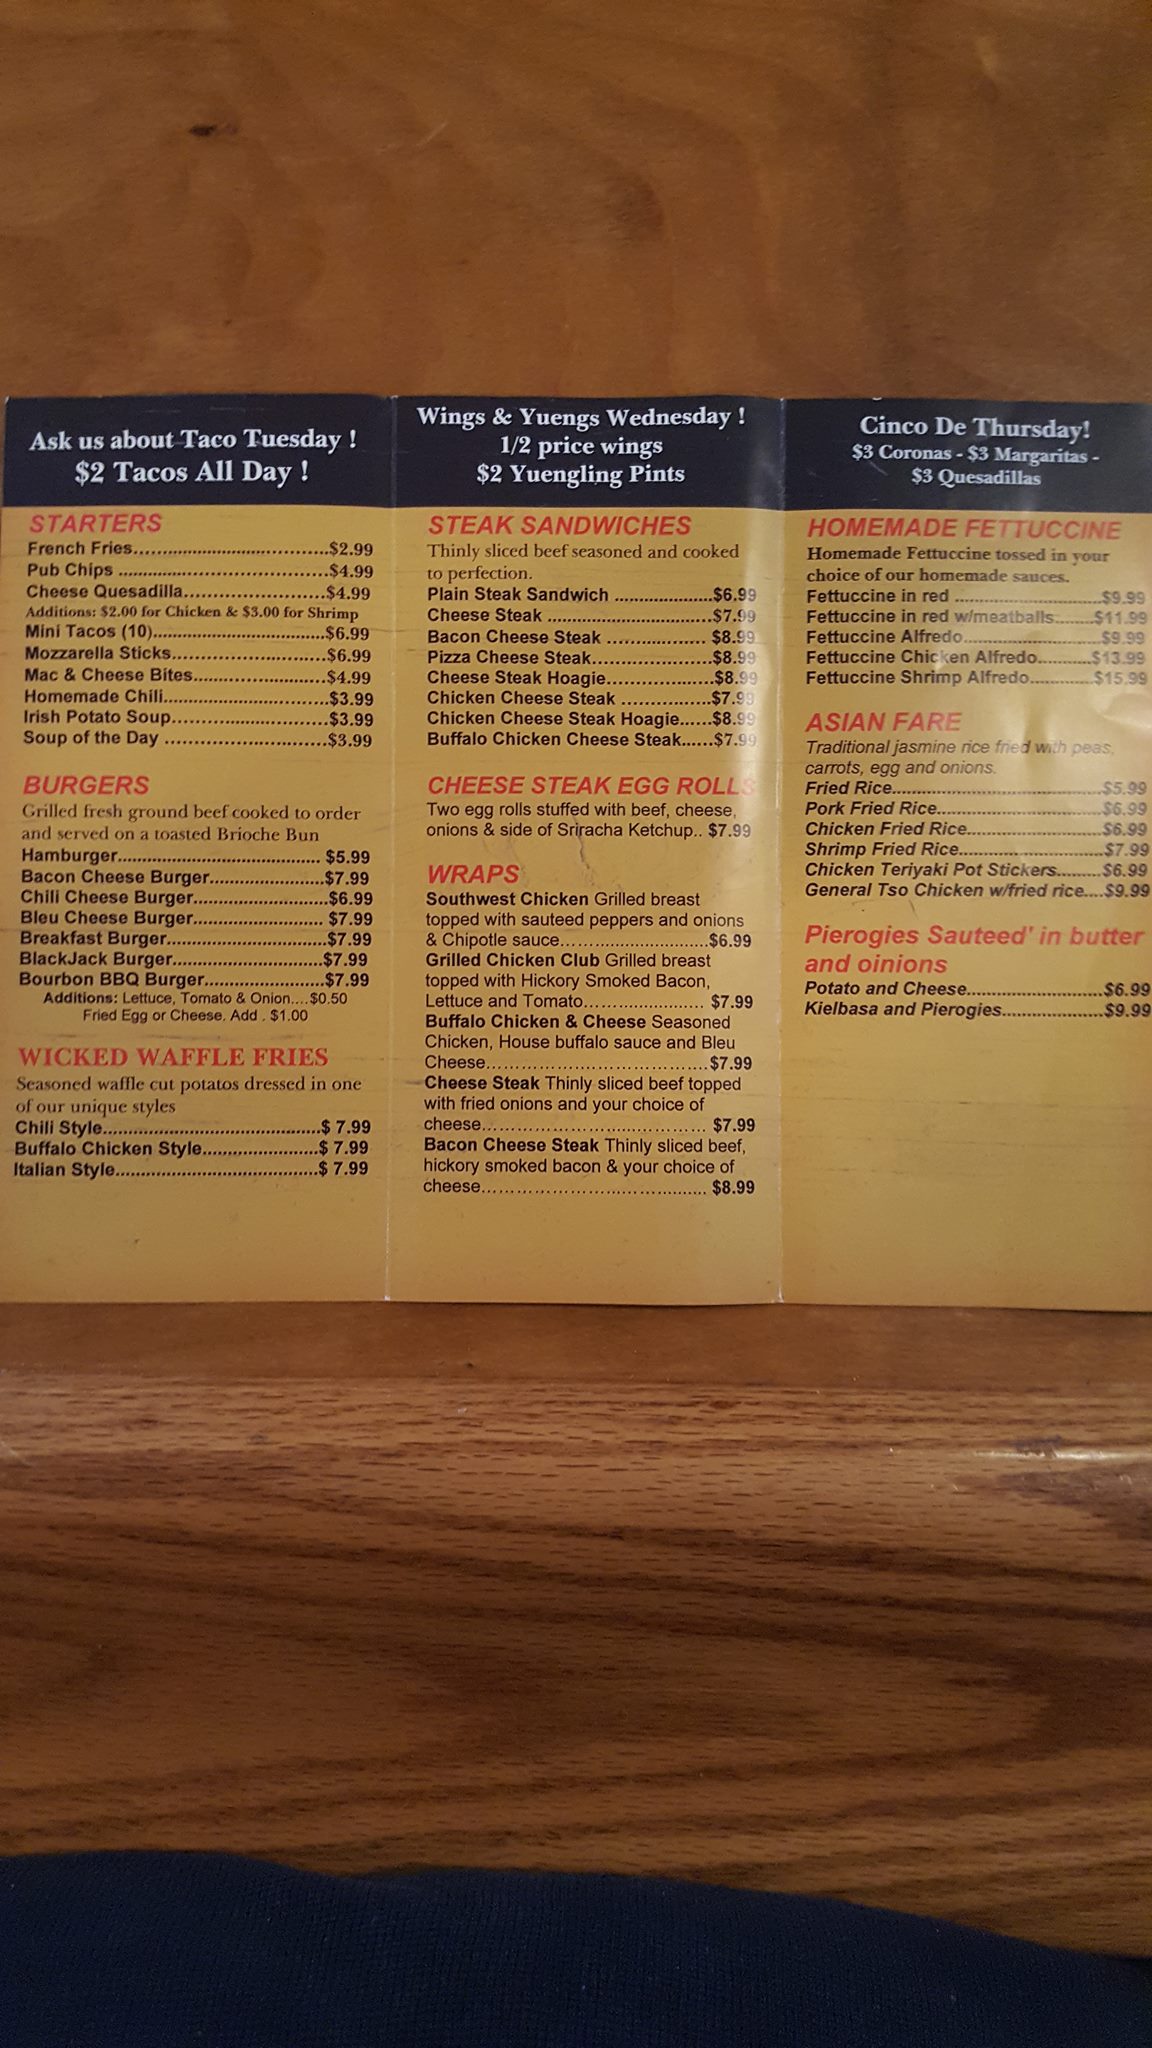 Ask us about Taco Tuesday !
$2 Tacos All Day !
STARTERS
French Fries.................................$2.99
Pub Chips ...................................$4.99
Cheese Quesadilla........................$4.99
Additions: $2.00 for Chicken & $3.00 for Shrimp
Mini Tacos (10).............................$6.99
Mozzarella Sticks..........................$6.99
Mac & Cheese Bites.......................$4.99
Homemade Chili............................$3.99
Irish Potato Soup...........................$3.99
Soup of the Day ............................$3.99
BURGERS
Grilled fresh ground beef cooked to order
and served on a toasted Brioche Bun
Hamburger................................... $5.99
Bacon Cheese Burger....................$7.99
Chili Cheese Burger.......................$6.99
Bleu Cheese Burger...................... $7.99
Breakfast Burger............................$7.99
BlackJack Burger..........................$7.99
Bourbon BBQ Burger.....................$7.99
Additions: Lettuce, Tomato & Onion....$0.50
Fried Egg or Cheese. Add . $1.00
WICKED WAFFLE FRIES
Seasoned waffle cut potatos dressed in one
of our unique styles
Chili Style......................................$ 7.99
Buffalo Chicken Style....................$ 7.99
Italian Style...................................$ 7.99
Wings & Yuengs Wednesday !
1/2 price wings
$2 Yuengling Pints
STEAK SANDWICHES
Thinly sliced beef seasoned and cooked
to perfection.
Plain Steak Sandwich .................$6.99
Cheese Steak .............................$7.99
Bacon Cheese Steak ..................$8.99
Pizza Cheese Steak.....................$8.99
Cheese Steak Hoagie...................$8.99
Chicken Cheese Steak ................$7.99
Chicken Cheese Steak Hoagie......$8.99
Buffalo Chicken Cheese Steak......$7.99
CHEESE STEAK EGG ROLLS
Two egg rolls stuffed with beef, cheese,
onions & side of Sriracha Ketchup.. $7.99
WRAPS
Southwest Chicken Grilled breast
topped with sauteed peppers and onions
& Chipotle sauce..........................$6.99
Grilled Chicken Club Grilled breast
topped with Hickory Smoked Bacon,
Lettuce and Tomato...................... $7.99
Buffalo Chicken & Cheese Seasoned
Chicken, House buffalo sauce and Bleu
Cheese........................................$7.99
Cheese Steak Thinly sliced beef topped
with fried onions and your choice of
cheese........................................ $7.99
Bacon Cheese Steak Thinly sliced beef,
hickory smoked bacon & your choice of
cheese........................................ $8.99
Cinco De Thursday!
$3 Coronas - $3 Margaritas -
$3 Quesadillas
HOMEMADE FETTUCCINE
Homemade Fettuccine tossed in your
choice of our homemade sauces.
Fettuccine in red ..........................$9.99
Fettuccine in red w/meatballs.......$11.99
Fettuccine Alfredo........................$9.99
Fettuccine Chicken Alfredo..........$13.99
Fettuccine Shrimp Alfredo............$15.99
ASIAN FARE
Traditional jasmine rice fried with peas,
carrots, egg and onions.
Fried Rice.....................................$5.99
Pork Fried Rice.............................$6.99
Chicken Fried Rice.......................$6.99
Shrimp Fried Rice.........................$7.99
Chicken Teriyaki Pot Stickers........$6.99
General Tso Chicken w/fried rice....$9.99
Pierogies Sauteed' in butter
and oinions
Potato and Cheese.......................$6.99
Kielbasa and Pierogies.................$9.99